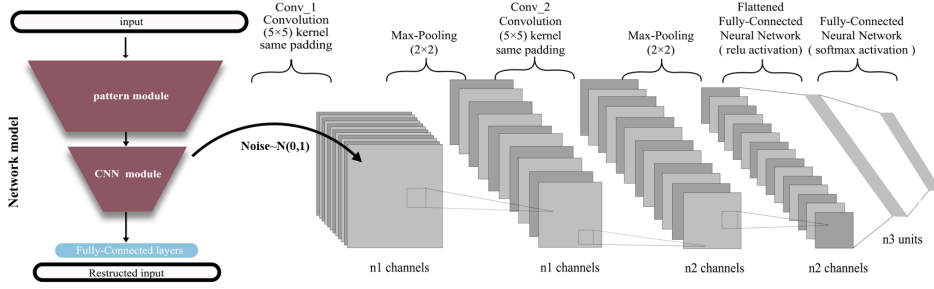 Network model
input
pattern module
CNN module
Fully-Connected layers
Restructed input
Noise~N(0,1)
Conv_1
Convolution
(5×5) kernel
same padding
Max-Pooling
(2×2)
Conv_2
Convolution
(5×5) kernel
same padding
Max-Pooling
(2×2)
Flattened
Fully-Connected
Neural Network
( relu activation)
Fully-Connected
Neural Network
(softmax activation )
n1 channels
n1 channels
n2 channels
n2 channels
n3 units